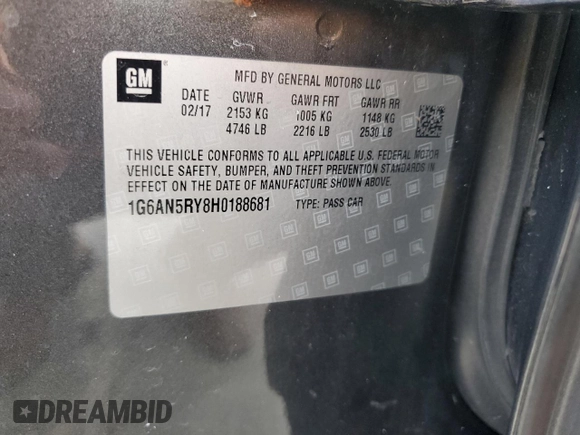 GM
MFD BY GENERAL MOTORS LLC
DATE GVWR GAWR FRT GAWR RR
02/17 2153 KG 1005 KG 1148 KG
4746 LB 2216 LB 2530 LB
THIS VEHICLE CONFORMS TO ALL APPLICABLE U.S. FEDERAL MOTOR
VEHICLE SAFETY, BUMPER, AND THEFT PREVENTION STANDARDS IN
EFFECT ON THE DATE OF MANUFACTURE SHOWN ABOVE.
1G6AN5RY8H0188681 TYPE: PASS CAR
DREAMBID